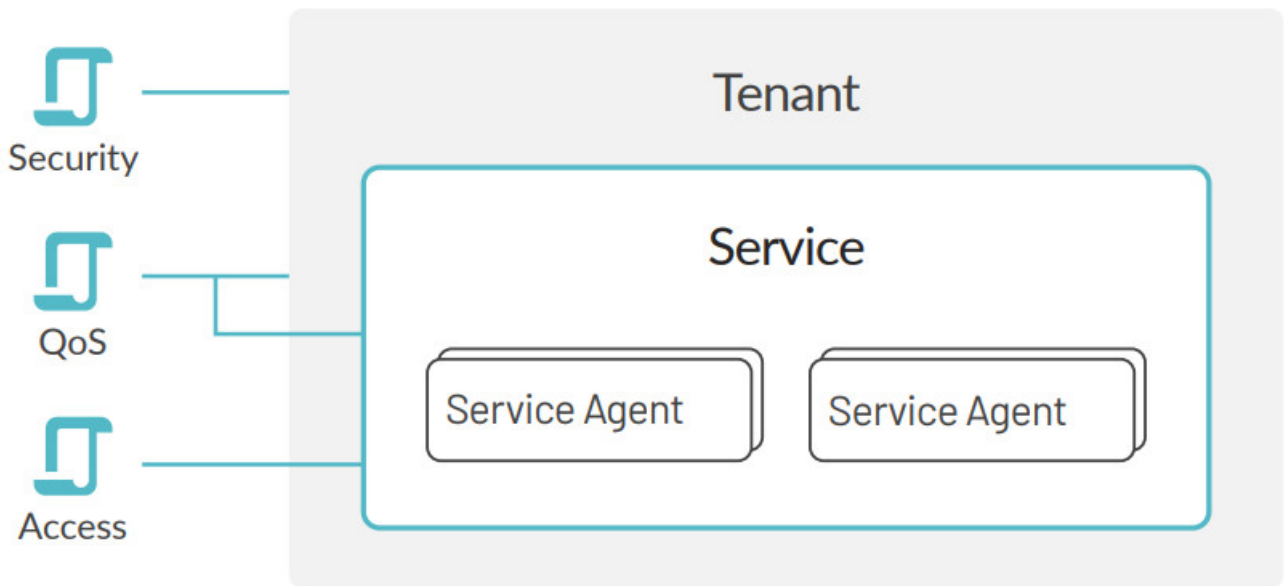 Tenant
Security
Service
QoS
Service Agent
Service Agent
Access